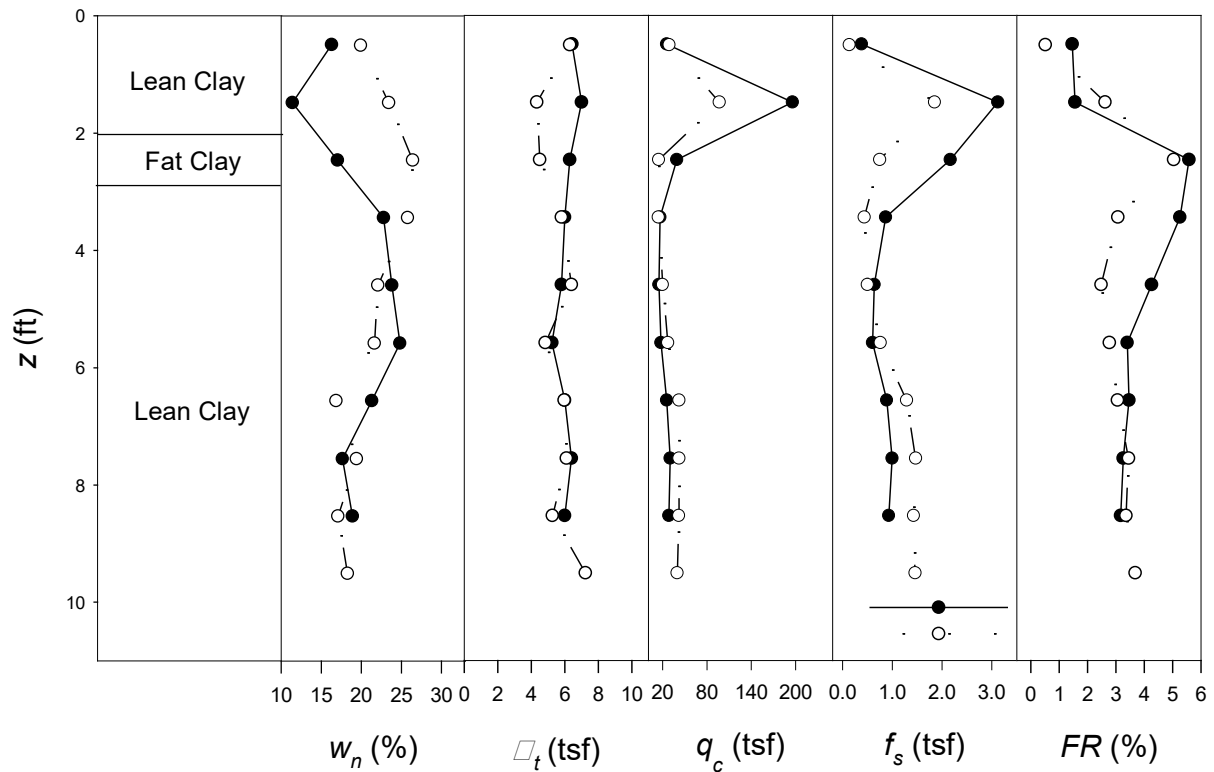 0
2
4
6
8
10
z (ft)
Lean Clay
Fat Clay
Lean Clay
10 15 20 25 30
0 2 4 6 8 10
20 80 140 200
0.0 1.0 2.0 3.0
0 1 2 3 4 5 6
wₙ (%)
□ₜ (tsf)
q_c (tsf)
fₛ (tsf)
FR (%)